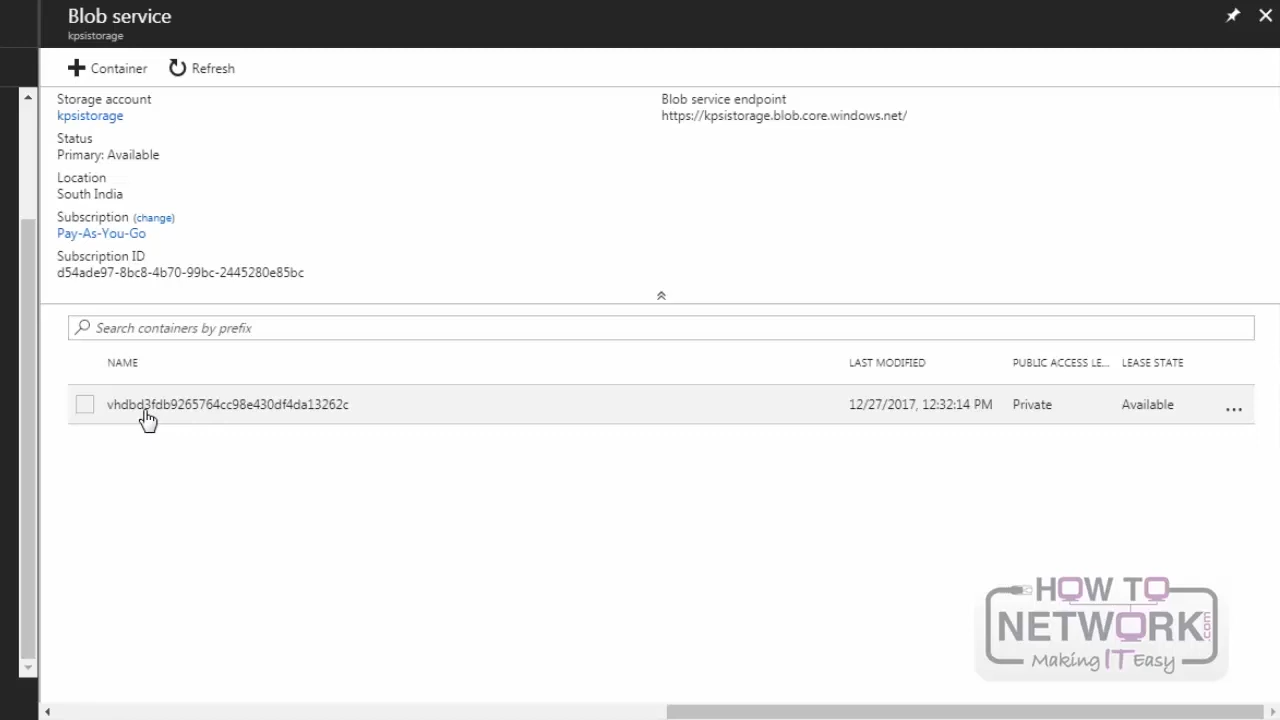 Blob service
kpsistorage
Container Refresh
Storage account
kpsistorage
Status
Primary: Available
Location
South India
Subscription (change)
Pay-As-You-Go
Subscription ID
d54ade97-8bc8-4b70-99bc-2445280e85bc
Blob service endpoint
https://kpsistorage.blob.core.windows.net/
Search containers by prefix
NAME LAST MODIFIED PUBLIC ACCESS LE... LEASE STATE
vhdbd3fdb9265764cc98e430df4da13262c 12/27/2017, 12:32:14 PM Private Available ...
HOW TO
NETWORK.com
Making IT Easy